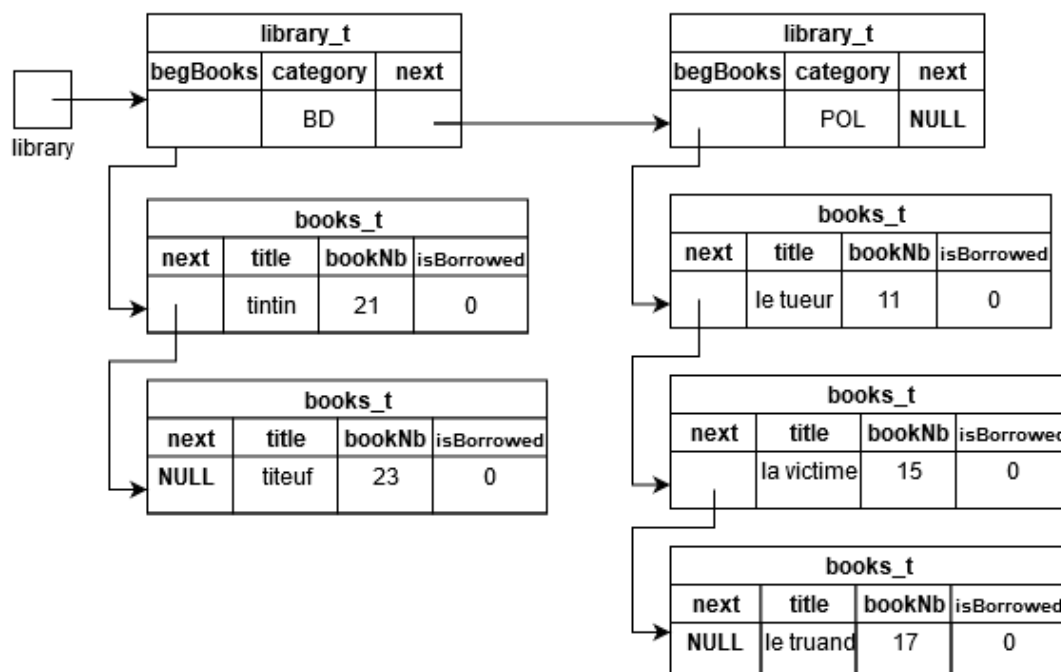 library_t
begBooks category next
BD
library
library_t
begBooks category next
POL NULL
books_t
next title bookNb isBorrowed
tintin 21 0
books_t
next title bookNb isBorrowed
NULL titeuf 23 0
books_t
next title bookNb isBorrowed
le tueur 11 0
books_t
next title bookNb isBorrowed
la victime 15 0
books_t
next title bookNb isBorrowed
NULL le truand 17 0